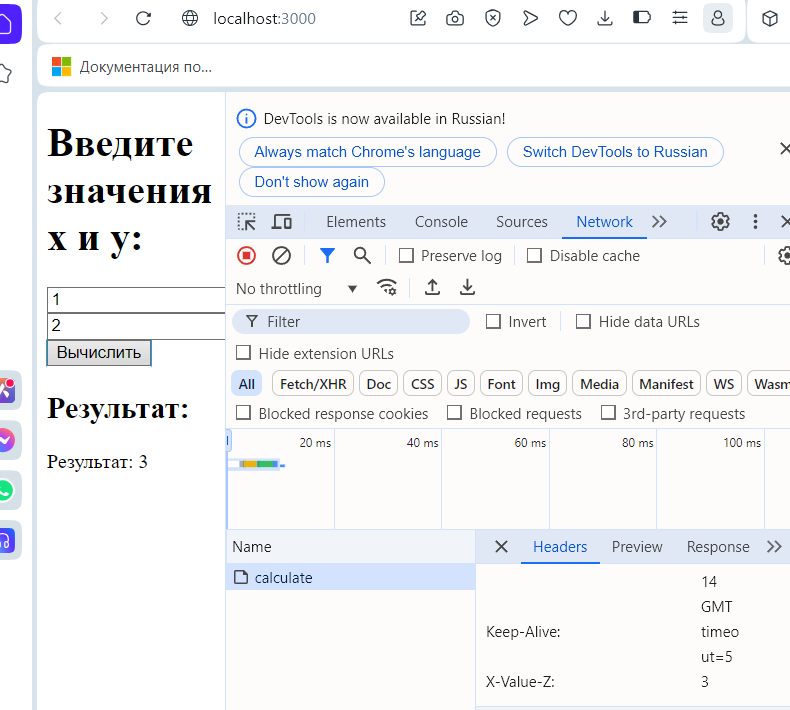 localhost:3000
Документация по...
Введите
значения
x и y:
1
2
Вычислить
Результат:
Результат: 3
DevTools is now available in Russian!
Always match Chrome's language
Switch DevTools to Russian
Don't show again
Elements Console Sources Network
Preserve log Disable cache
No throttling
Filter Invert Hide data URLs
Hide extension URLs
All Fetch/XHR Doc CSS JS Font Img Media Manifest WS Wasm
Blocked response cookies Blocked requests 3rd-party requests
20 ms 40 ms 60 ms 80 ms 100 ms
Name
calculate
Headers Preview Response
14
GMT
Keep-Alive: timeo
ut=5
X-Value-Z: 3